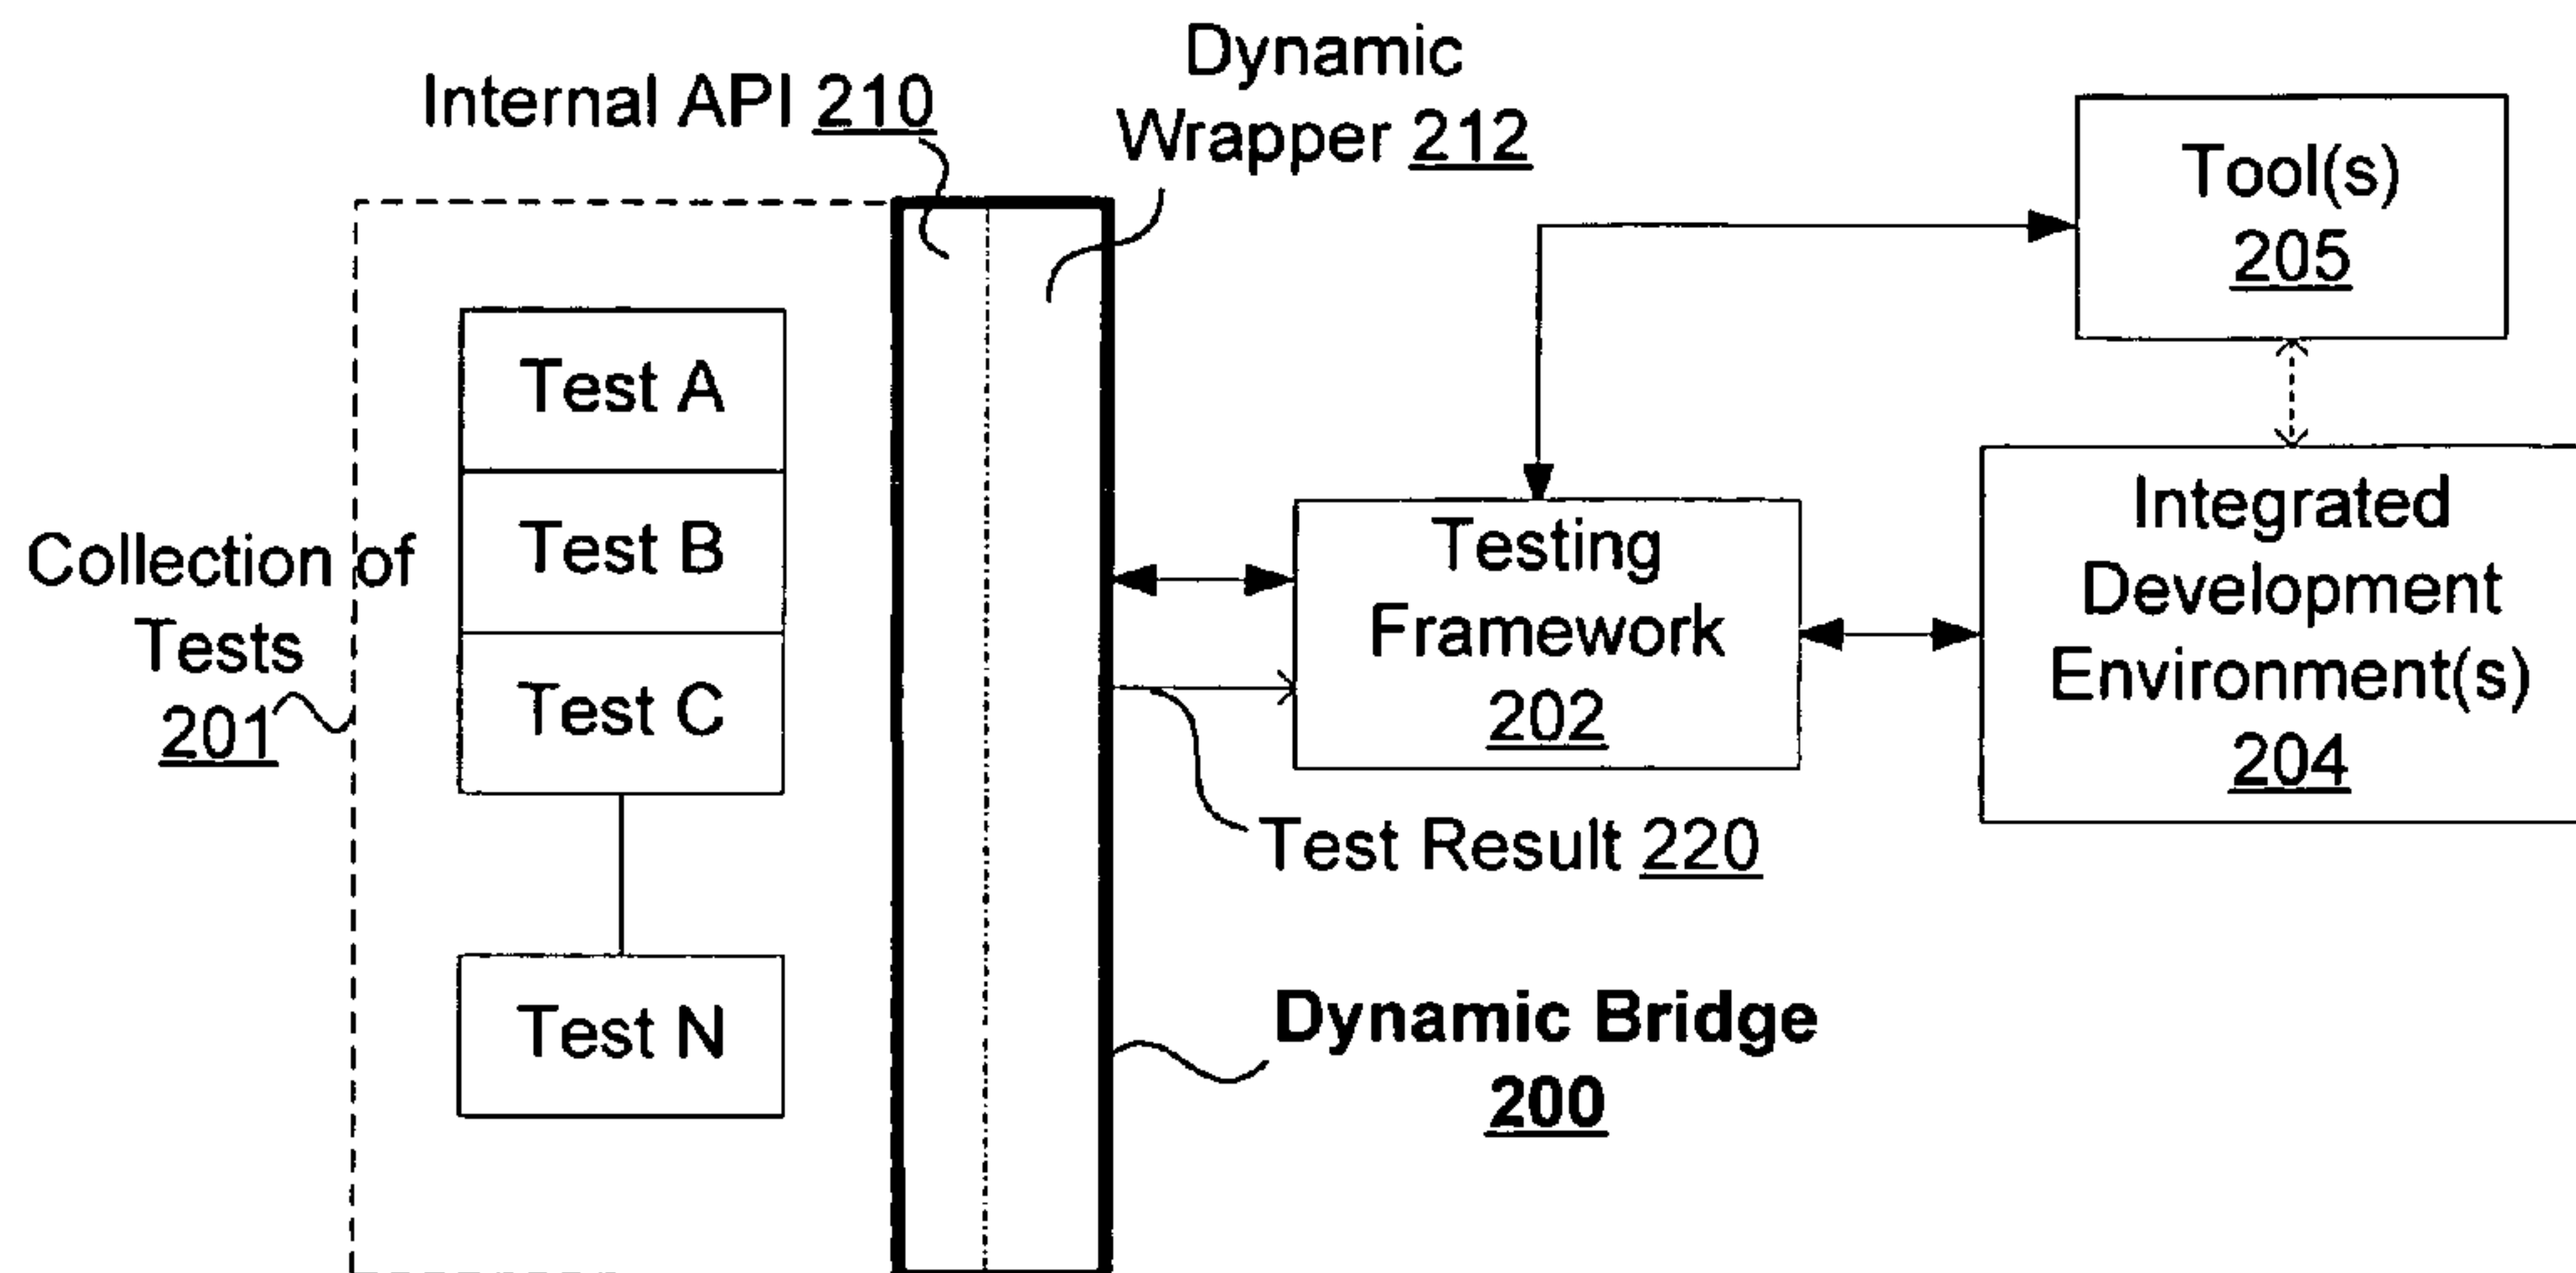 Internal API 210
Dynamic
Wrapper 212
Tool(s)
205
Test A
Test B
Test C
Test N
Collection of
Tests
201
Testing
Framework
202
Integrated
Development
Environment(s)
204
Test Result 220
Dynamic Bridge
200